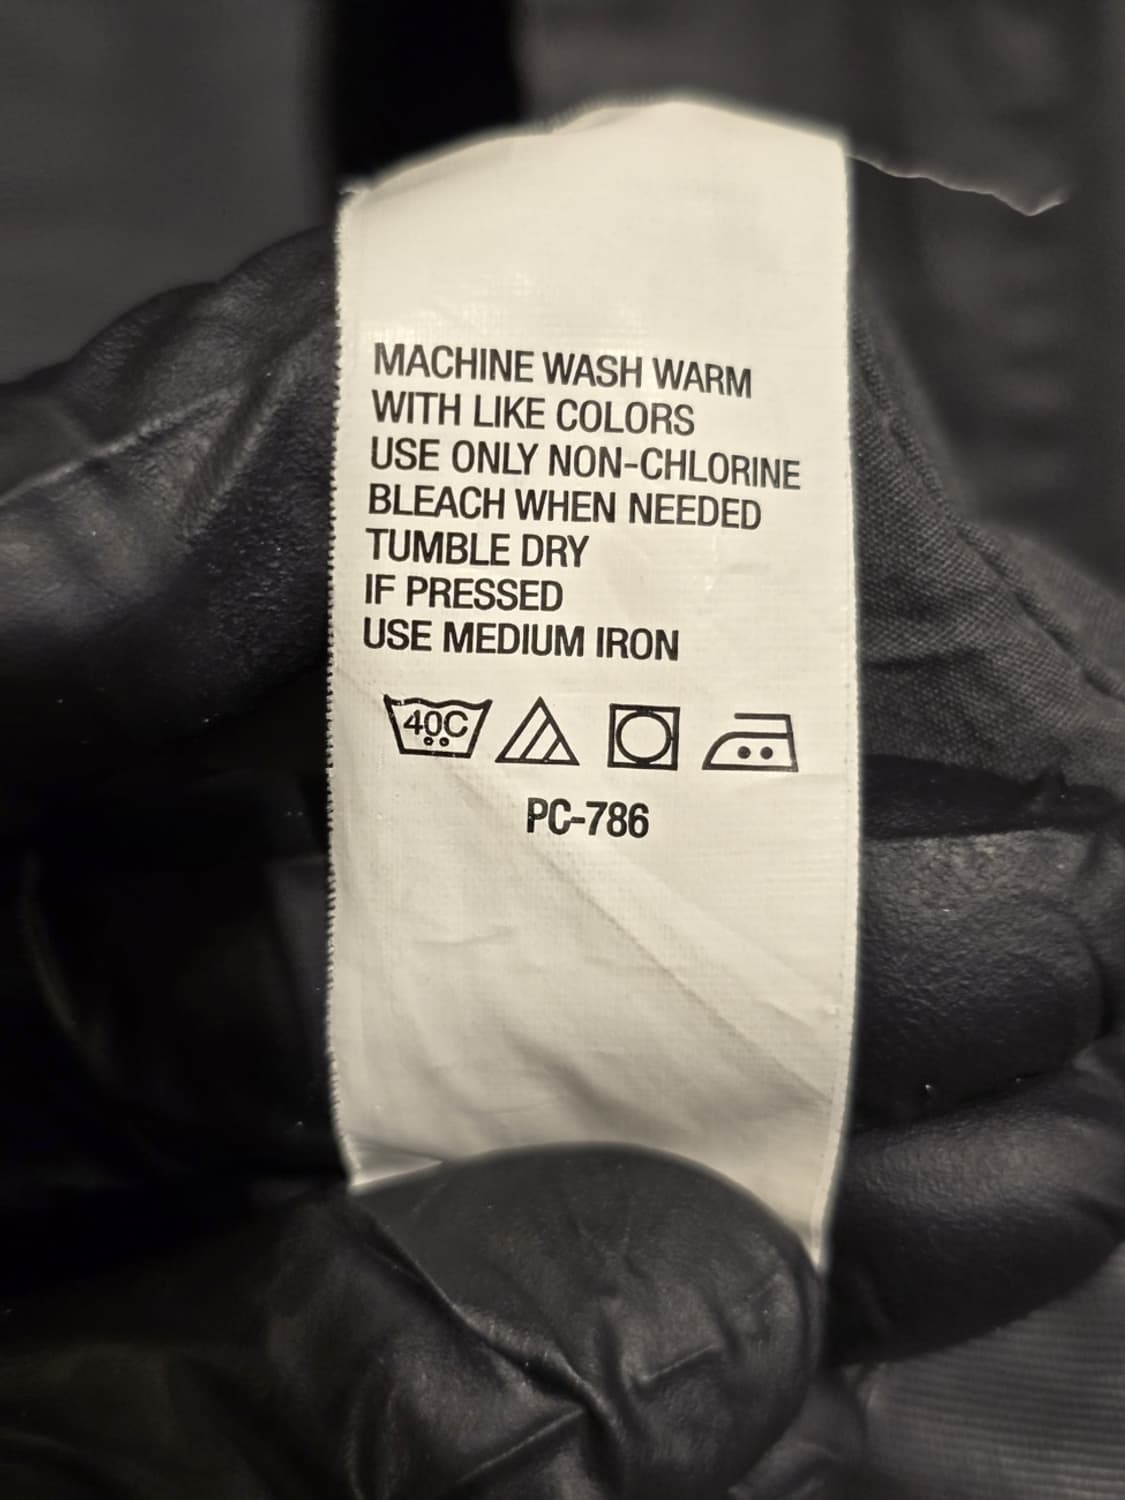 MACHINE WASH WARM
WITH LIKE COLORS
USE ONLY NON-CHLORINE
BLEACH WHEN NEEDED
TUMBLE DRY
IF PRESSED
USE MEDIUM IRON
40C
PC-786